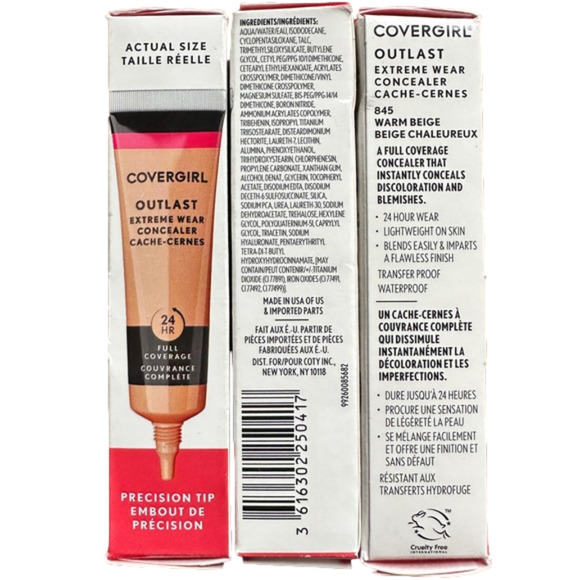 ACTUAL SIZE
TAILLE RÉELLE
COVERGIRL
OUTLAST
EXTREME WEAR
CONCEALER
CACHE-CERNES
24
HR
FULL
COVERAGE
COUVRANCE
COMPLÈTE
PRECISION TIP
EMBOUT DE
PRÉCISION
INGREDIENTS/INGRÉDIENTS:
AQUA/WATER/EAU, ISODODECANE,
CYCLOPENTASILOXANE, TALC,
TRIMETHYLSILOXYSILICATE, BUTYLENE
GLYCOL, CETYL PEG/PPG-10/1 DIMETHICONE,
CETEARYL ETHYLHEXANOATE, ACRYLATES
CROSSPOLYMER, DIMETHICONE/VINYL
DIMETHICONE CROSSPOLYMER,
MAGNESIUM SULFATE, BIS-PEG/PPG-14/14
DIMETHICONE, BORON NITRIDE,
AMMONIUM ACRYLATES COPOLYMER,
TRIBEHENIN, ISOPROPYL TITANIUM
TRIISOSTEARATE, DISTEARDIMONIUM
HECTORITE, LAURETH-7, LECITHIN,
ALUMINA, PHENOXYETHANOL,
TRIHYDROXYSTEARIN, CHLORPHENESIN,
PROPYLENE CARBONATE, XANTHAN GUM,
ALCOHOL DENAT., GLYCERIN, TOCOPHERYL
ACETATE, DISODIUM EDTA, DISODIUM
DECETH-6 SULFOSUCCINATE, SILICA,
SODIUM PCA, UREA, LAURETH-30, SODIUM
DEHYDROACETATE, TREHALOSE, HEXYLENE
GLYCOL, POLYQUATERNIUM-51, CAPRYLYL
GLYCOL, TRIACETIN, SODIUM
HYALURONATE, PENTAERYTHRITYL
TETRA-DI-T-BUTYL
HYDROXYHYDROCINNAMATE, [MAY
CONTAIN/PEUT CONTENIR/+/-TITANIUM
DIOXIDE (CI 77891), IRON OXIDES (CI 77491,
CI 77492, CI 77499)].
MADE IN USA OF US
& IMPORTED PARTS
FAIT AUX É.-U. PARTIR DE
PIÈCES IMPORTÉES ET DE PIÈCES
FABRIQUÉES AUX É.-U.
DIST. FOR/POUR COTY INC.,
NEW YORK, NY 10118
99260085682
3 616302 250417
COVERGIRL
OUTLAST
EXTREME WEAR
CONCEALER
CACHE-CERNES
845
WARM BEIGE
BEIGE CHALEUREUX
A FULL COVERAGE
CONCEALER THAT
INSTANTLY CONCEALS
DISCOLORATION AND
BLEMISHES.
• 24 HOUR WEAR
• LIGHTWEIGHT ON SKIN
• BLENDS EASILY & IMPARTS
A FLAWLESS FINISH
TRANSFER PROOF
WATERPROOF
UN CACHE-CERNES À
COUVRANCE COMPLÈTE
QUI DISSIMULE
INSTANTANÉMENT LA
DÉCOLORATION ET LES
IMPERFECTIONS.
• DURE JUSQU'À 24 HEURES
• PROCURE UNE SENSATION
DE LÉGÈRETÉ LA PEAU
• SE MÉLANGE FACILEMENT
ET OFFRE UNE FINITION ET
SANS DÉFAUT
RÉSISTANT AUX
TRANSFERTS HYDROFUGE
TM
Cruelty Free
INTERNATIONAL